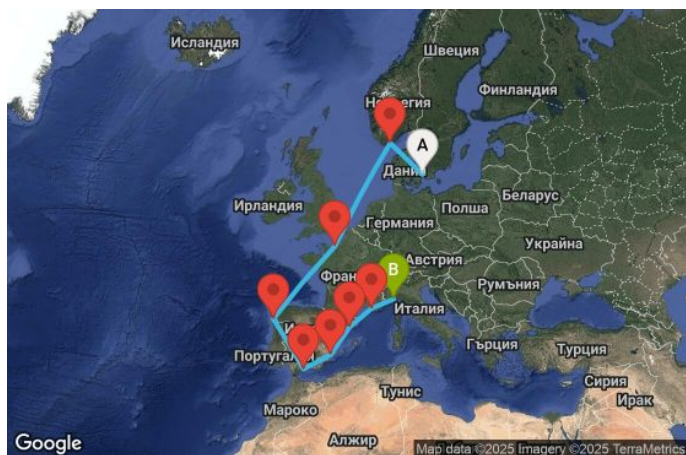 Исландия
Швеция
Финландия
Норвегия
A
Дания
Ирландия
Беларус
Полша
Германия
Украйна
Австрия
B
Франция
Румъния
Италия
Гърция
Турция
Португалия
Сирия
Тунис
Ирак
Мароко
Алжир
Google
Map data ©2025 Imagery ©2025 TerraMetrics